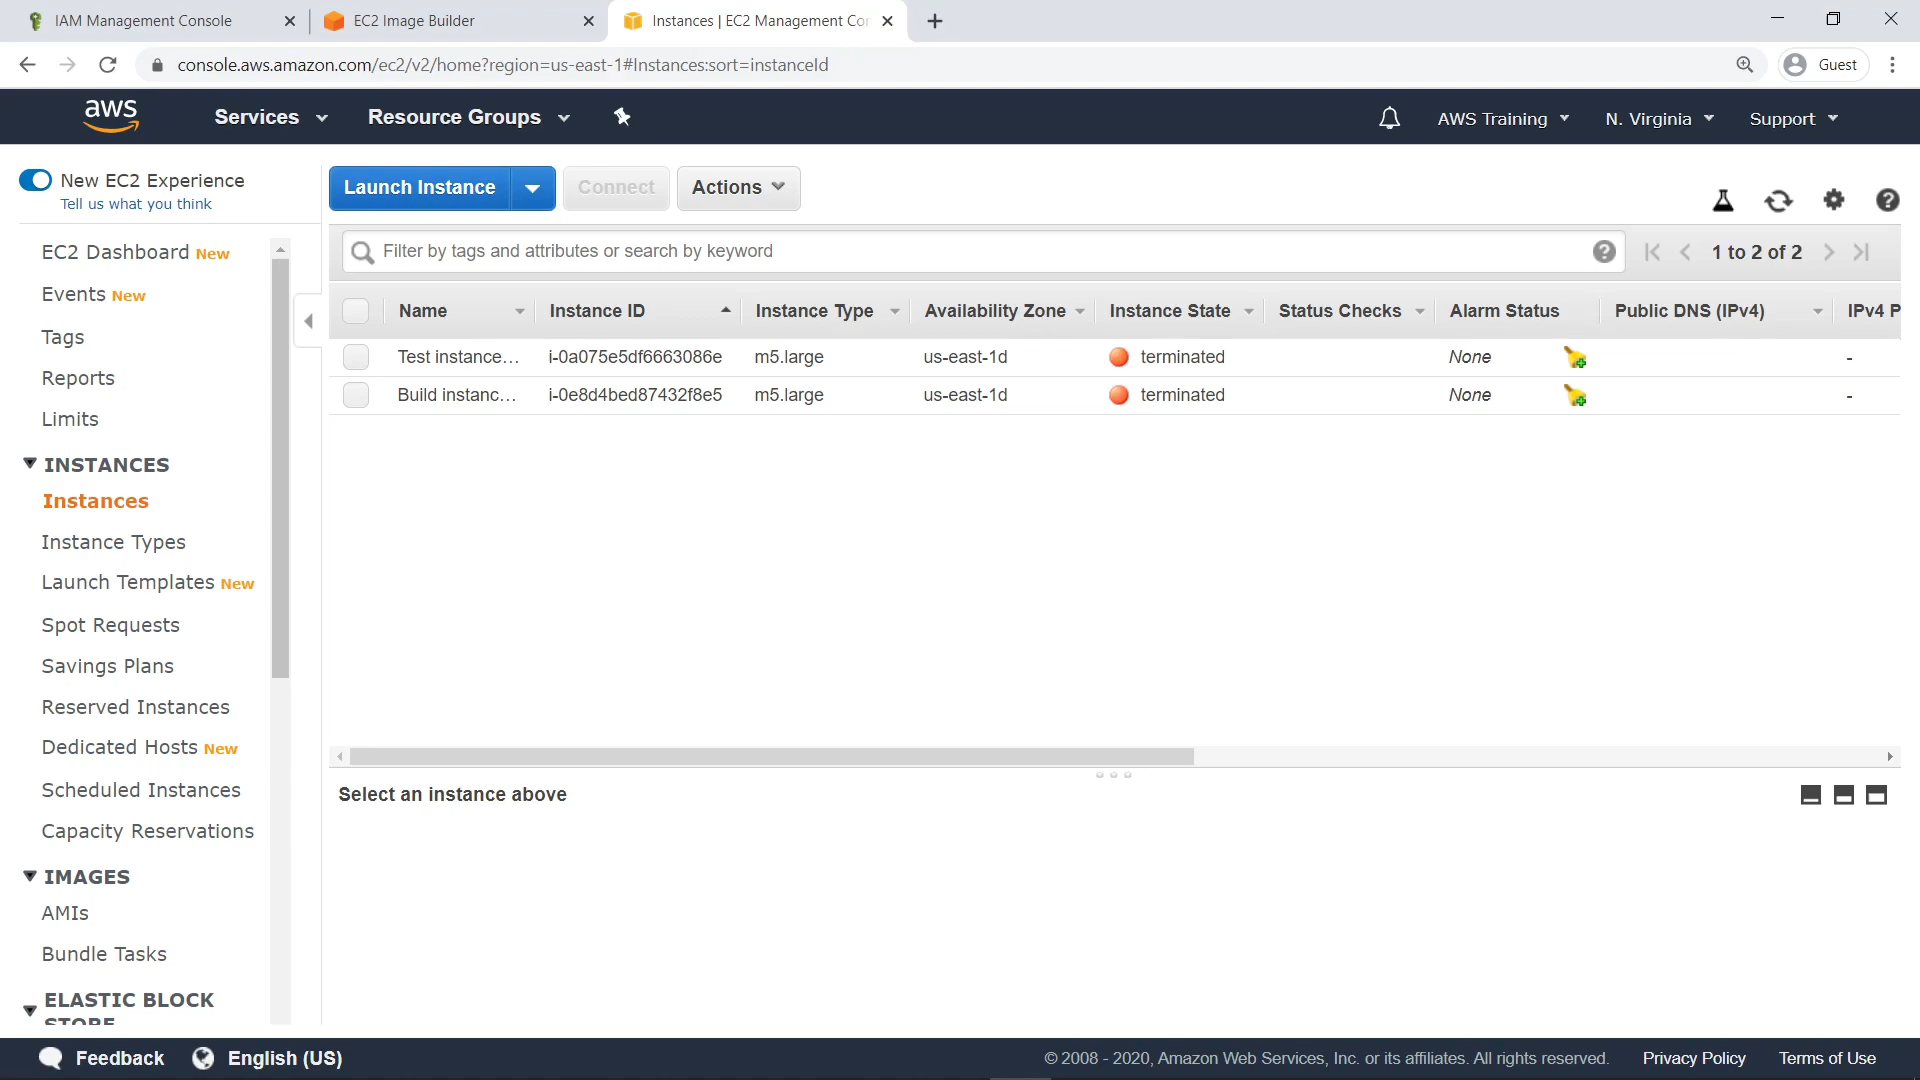 IAM Management Console
EC2 Image Builder
Instances | EC2 Management Co
console.aws.amazon.com/ec2/v2/home?region=us-east-1#Instances:sort=instanceId
Guest
aws
Services
Resource Groups
AWS Training
N. Virginia
Support
New EC2 Experience
Tell us what you think
EC2 Dashboard New
Events New
Tags
Reports
Limits
INSTANCES
Instances
Instance Types
Launch Templates New
Spot Requests
Savings Plans
Reserved Instances
Dedicated Hosts New
Scheduled Instances
Capacity Reservations
IMAGES
AMIs
Bundle Tasks
ELASTIC BLOCK
STORE
Launch Instance
Connect
Actions
Filter by tags and attributes or search by keyword
1 to 2 of 2
Name Instance ID Instance Type Availability Zone Instance State Status Checks Alarm Status Public DNS (IPv4) IPv4 P
Test instance... i-0a075e5df6663086e m5.large us-east-1d terminated None -
Build instanc... i-0e8d4bed87432f8e5 m5.large us-east-1d terminated None -
Select an instance above
Feedback
English (US)
© 2008 - 2020, Amazon Web Services, Inc. or its affiliates. All rights reserved.
Privacy Policy
Terms of Use